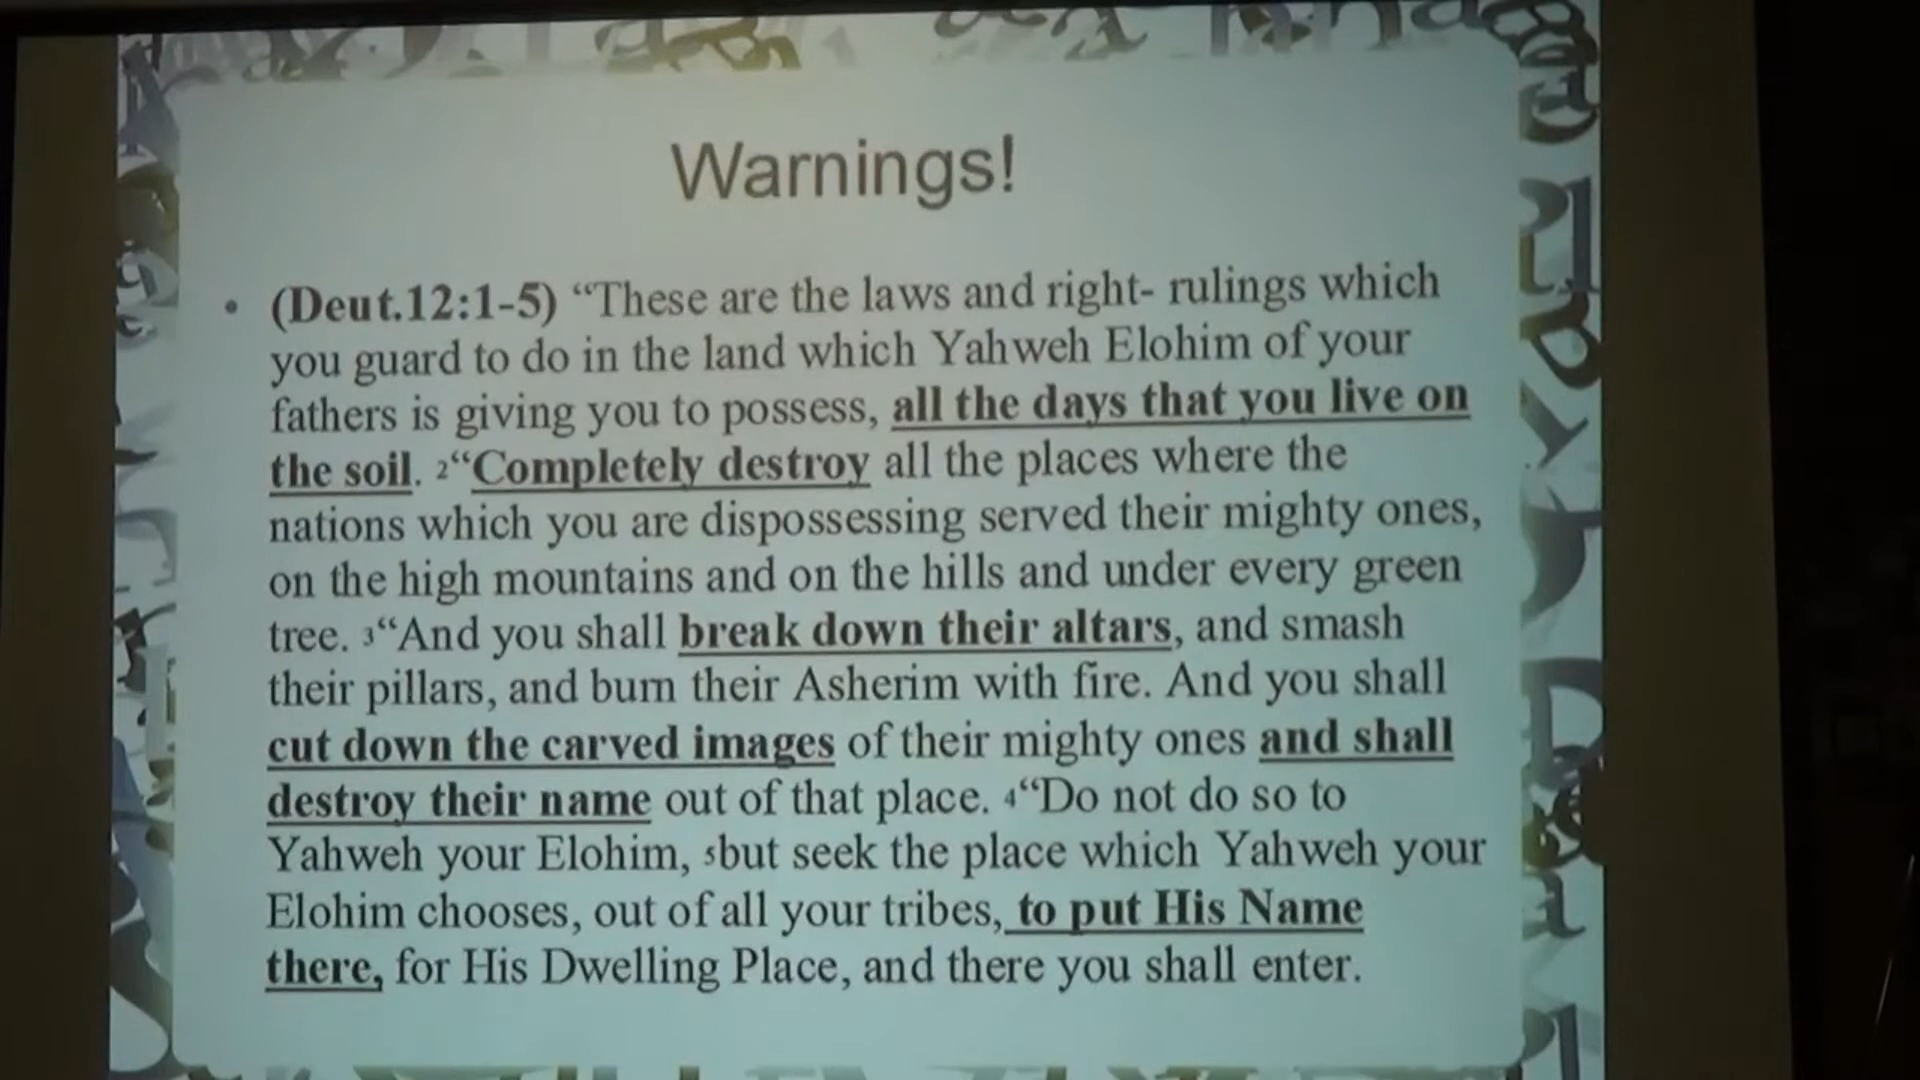 Warnings!
• (Deut.12:1-5) “These are the laws and right- rulings which
you guard to do in the land which Yahweh Elohim of your
fathers is giving you to possess, all the days that you live on
the soil. 2“Completely destroy all the places where the
nations which you are dispossessing served their mighty ones,
on the high mountains and on the hills and under every green
tree. 3“And you shall break down their altars, and smash
their pillars, and burn their Asherim with fire. And you shall
cut down the carved images of their mighty ones and shall
destroy their name out of that place. 4“Do not do so to
Yahweh your Elohim, 5but seek the place which Yahweh your
Elohim chooses, out of all your tribes, to put His Name
there, for His Dwelling Place, and there you shall enter.